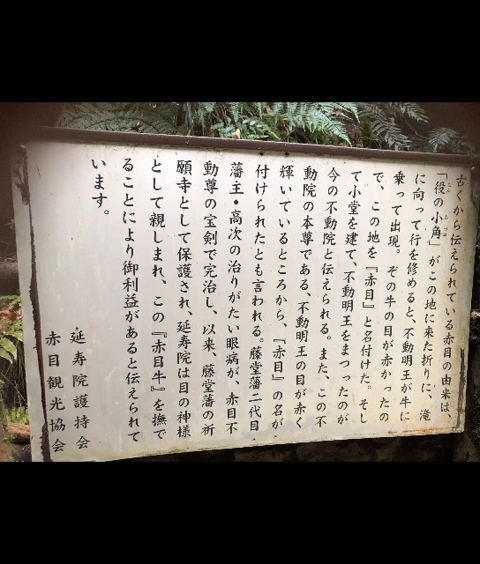 古くから伝えられている赤目の由来は、
「役の小角」がこの地に来た折りに、滝
に向って行を修めると、不動明王が牛に
乗って出現。その牛の目が赤かったの
で、この地を『赤目』と名付けた。そし
て小堂を建て、不動明王をまつったのが
今の不動院と伝えられる。また、この不
動院の本尊である、不動明王の目が赤く
輝いているところから、『赤目』の名が
付けられたとも言われる。藤堂藩二代目
藩主・高次の治りがたい眼病が、赤目不
動尊の宝剣で完治し、以来、藤堂藩の祈
願寺として保護され、延寿院は目の神様
として親しまれ、この『赤目牛』を撫で
ることにより御利益があると伝えられて
います。
延寿院護持会
赤目観光協会